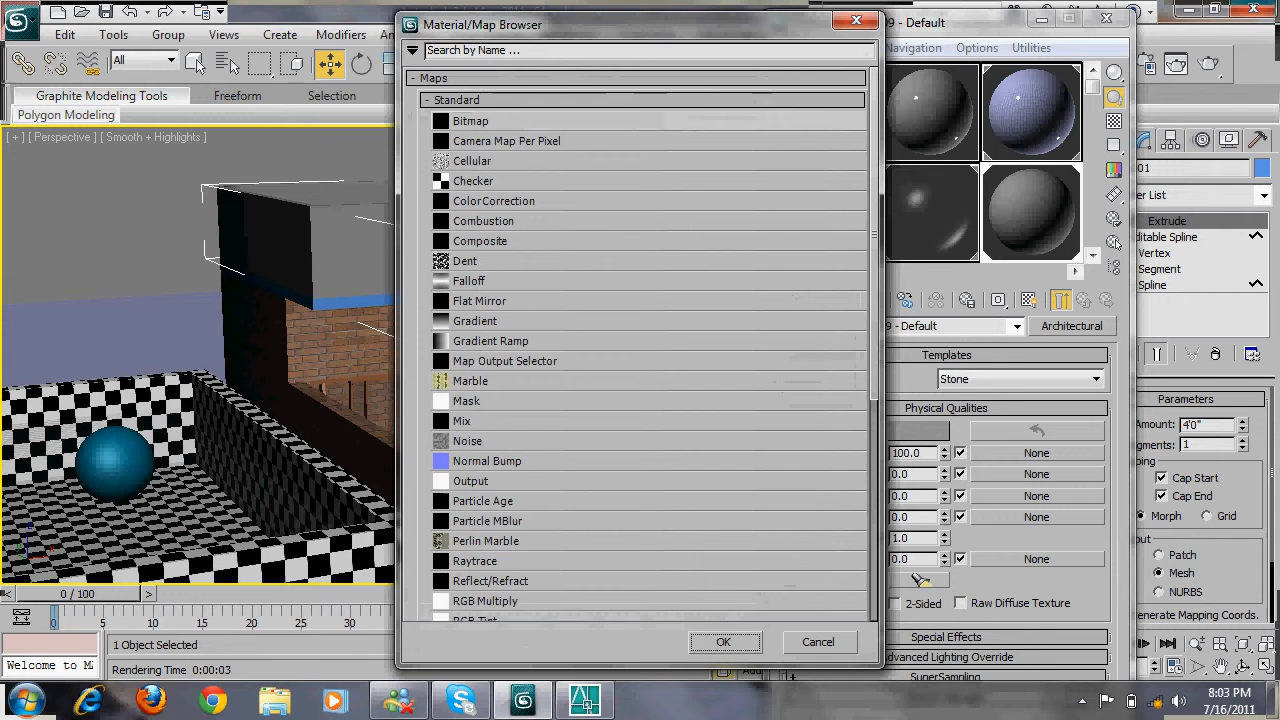 Material/Map Browser
- Default
Edit
Tools
Group
Views
Create
Modifiers
Navigation
Options
Utilities
Search by Name ...
All
- Maps
- Standard
Graphite Modeling Tools
Freeform
Selection
Polygon Modeling
[ + ] [ Perspective ] [ Smooth + Highlights ]
Bitmap
Camera Map Per Pixel
Cellular
Checker
Color Correction
Combustion
Composite
Dent
Falloff
Flat Mirror
Gradient
Gradient Ramp
Map Output Selector
Marble
Mask
Mix
Noise
Normal Bump
Output
Particle Age
Particle MBlur
Perlin Marble
Raytrace
Reflect/Refract
RGB Multiply
RGB Tint
OK
Cancel
9 - Default
Architectural
Templates
Stone
Physical Qualities
100.0
None
0.0
None
0.0
None
0.0
None
1.0
0.0
None
2-Sided
Raw Diffuse Texture
Special Effects
dvanced Lighting Override
SuperSampling
01
er List
Extrude
ditable Spline
Vertex
Segment
Spline
Parameters
Amount:
4'0"
gments:
1
ping
Cap Start
Cap End
Morph
Grid
put
Patch
Mesh
NURBS
enerate Mapping Coords.
0 / 100
0
5
10
15
20
25
30
1 Object Selected
Welcome to M
Rendering Time 0:00:03
8:03 PM
7/16/2011